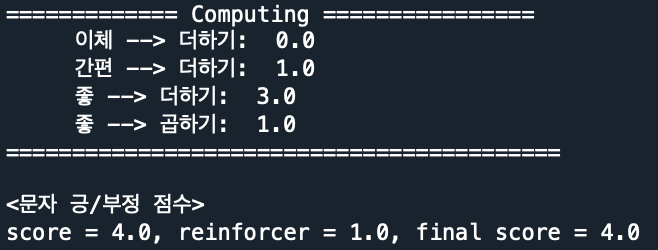 ============= Computing ================
이체 --> 더하기:  0.0
간편 --> 더하기:  1.0
좋 --> 더하기:  3.0
좋 --> 곱하기:  1.0
==========================================
<문자 긍/부정 점수>
score = 4.0, reinforcer = 1.0, final score = 4.0